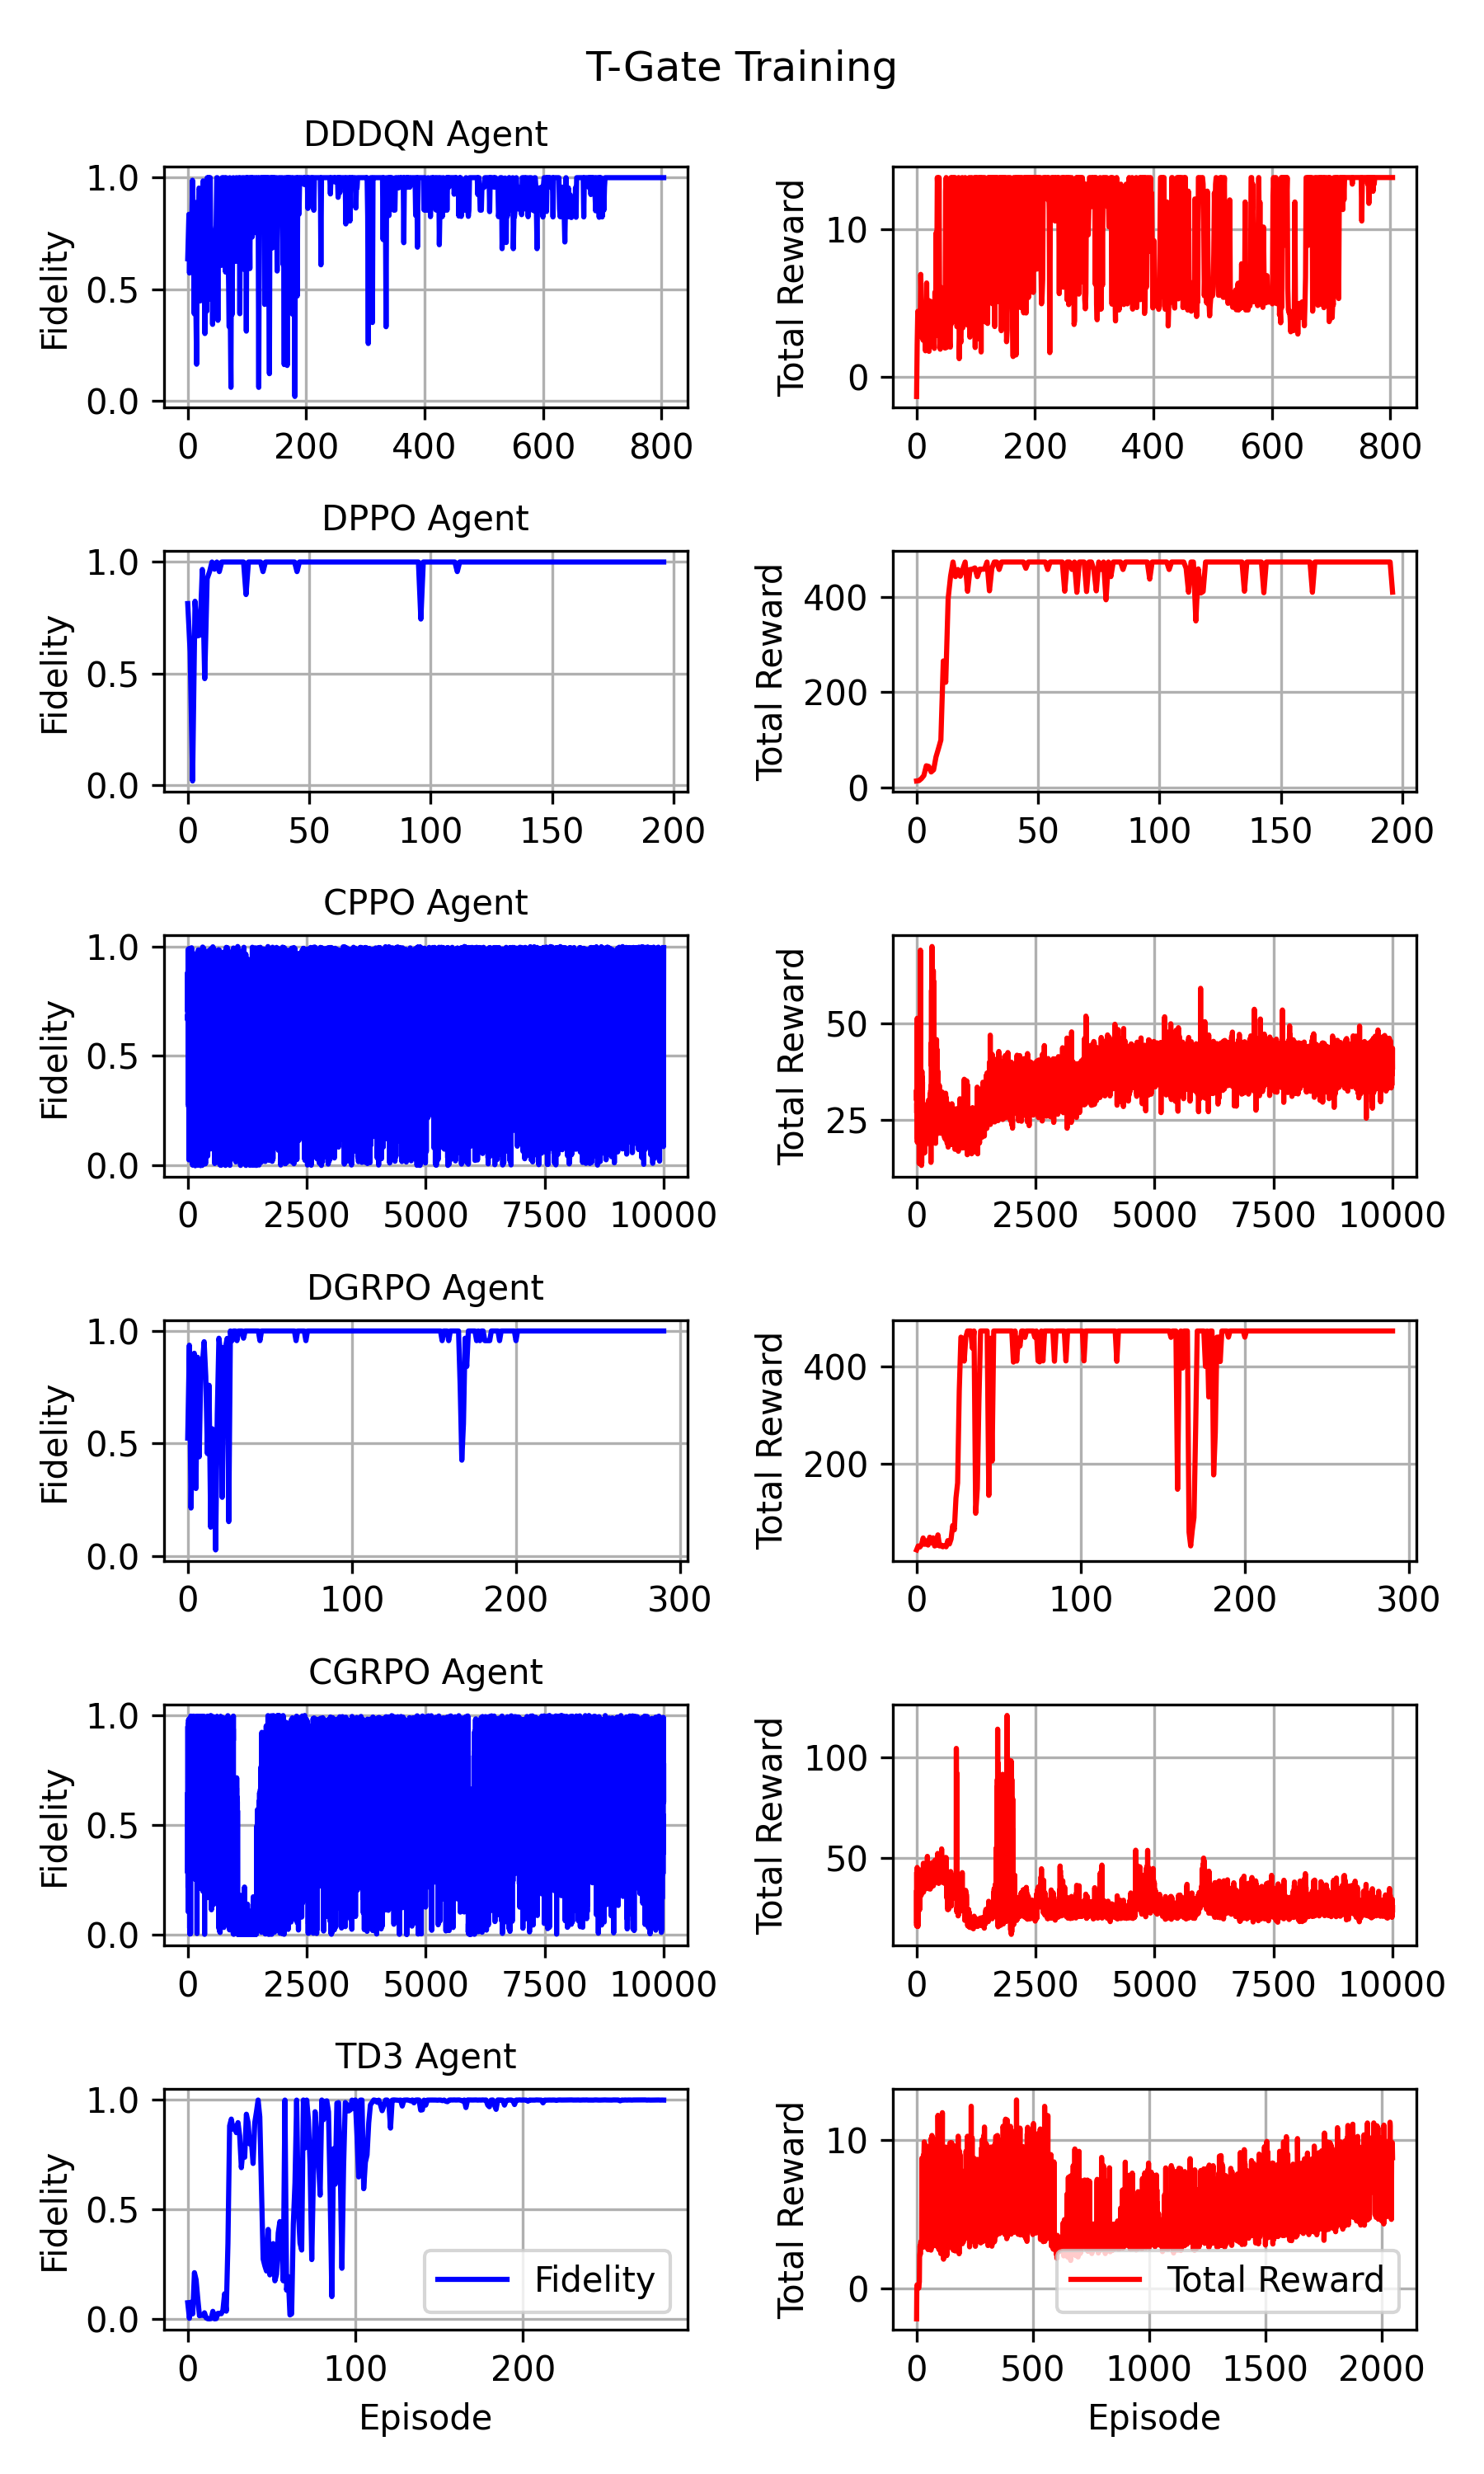 T-Gate Training
DDDQN Agent
Fidelity
1.0
0.5
0.0
0 200 400 600 800
Total Reward
10
0
0 200 400 600 800
DPPO Agent
Fidelity
1.0
0.5
0.0
0 50 100 150 200
Total Reward
400
200
0
0 50 100 150 200
CPPO Agent
Fidelity
1.0
0.5
0.0
0 2500 5000 7500 10000
Total Reward
50
25
0 2500 5000 7500 10000
DGRPO Agent
Fidelity
1.0
0.5
0.0
0 100 200 300
Total Reward
400
200
0 100 200 300
CGRPO Agent
Fidelity
1.0
0.5
0.0
0 2500 5000 7500 10000
Total Reward
100
50
0 2500 5000 7500 10000
TD3 Agent
Fidelity
1.0
0.5
0.0
Fidelity
0 100 200
Episode
Total Reward
10
0
Total Reward
0 500 1000 1500 2000
Episode